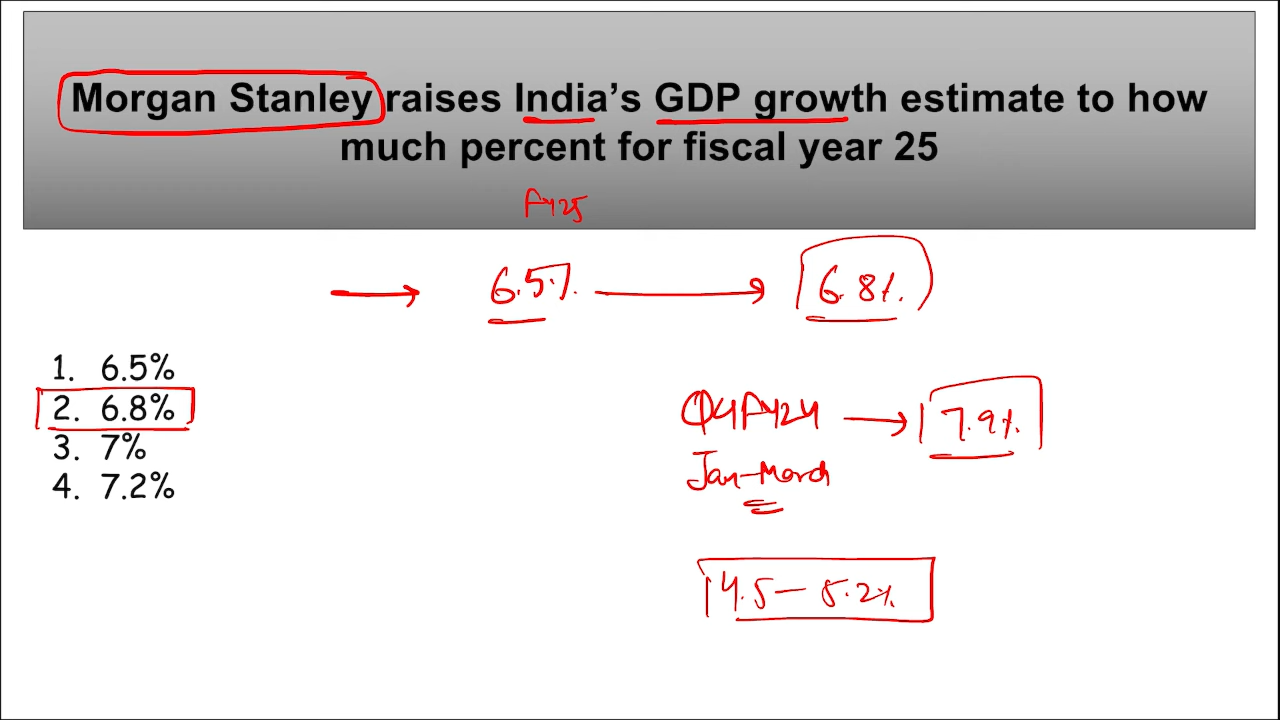 Morgan Stanley raises India's GDP growth estimate to how
much percent for fiscal year 25
FY25
6.5% 6.8%
1. 6.5%
2. 6.8%
3. 7%
4. 7.2%
Q4FY24 7.9%
Jan-March
4.5 - 5.2%